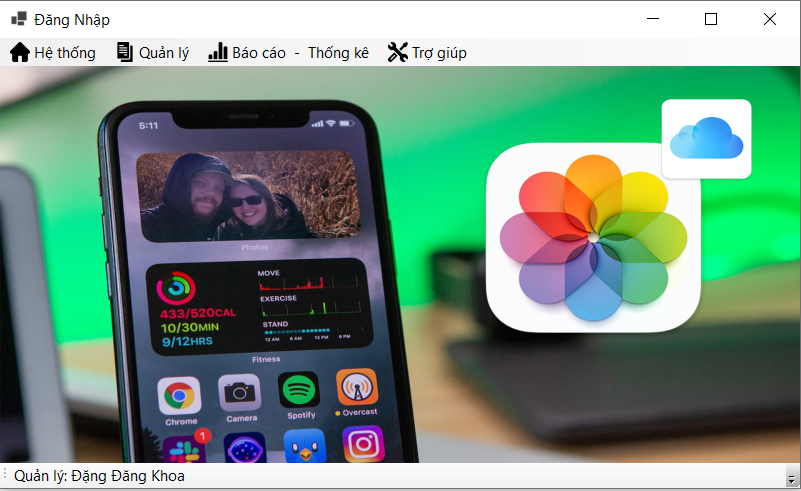 Đăng Nhập
Hệ thống Quản lý Báo cáo - Thống kê Trợ giúp
5:11
Photos
MOVE
433/520CAL
10/30MIN
9/12HRS
EXERCISE
STAND
12 AM 6 AM 12 PM 6 PM
Fitness
Chrome Camera Spotify Overcast
1
Quản lý: Đặng Đăng Khoa